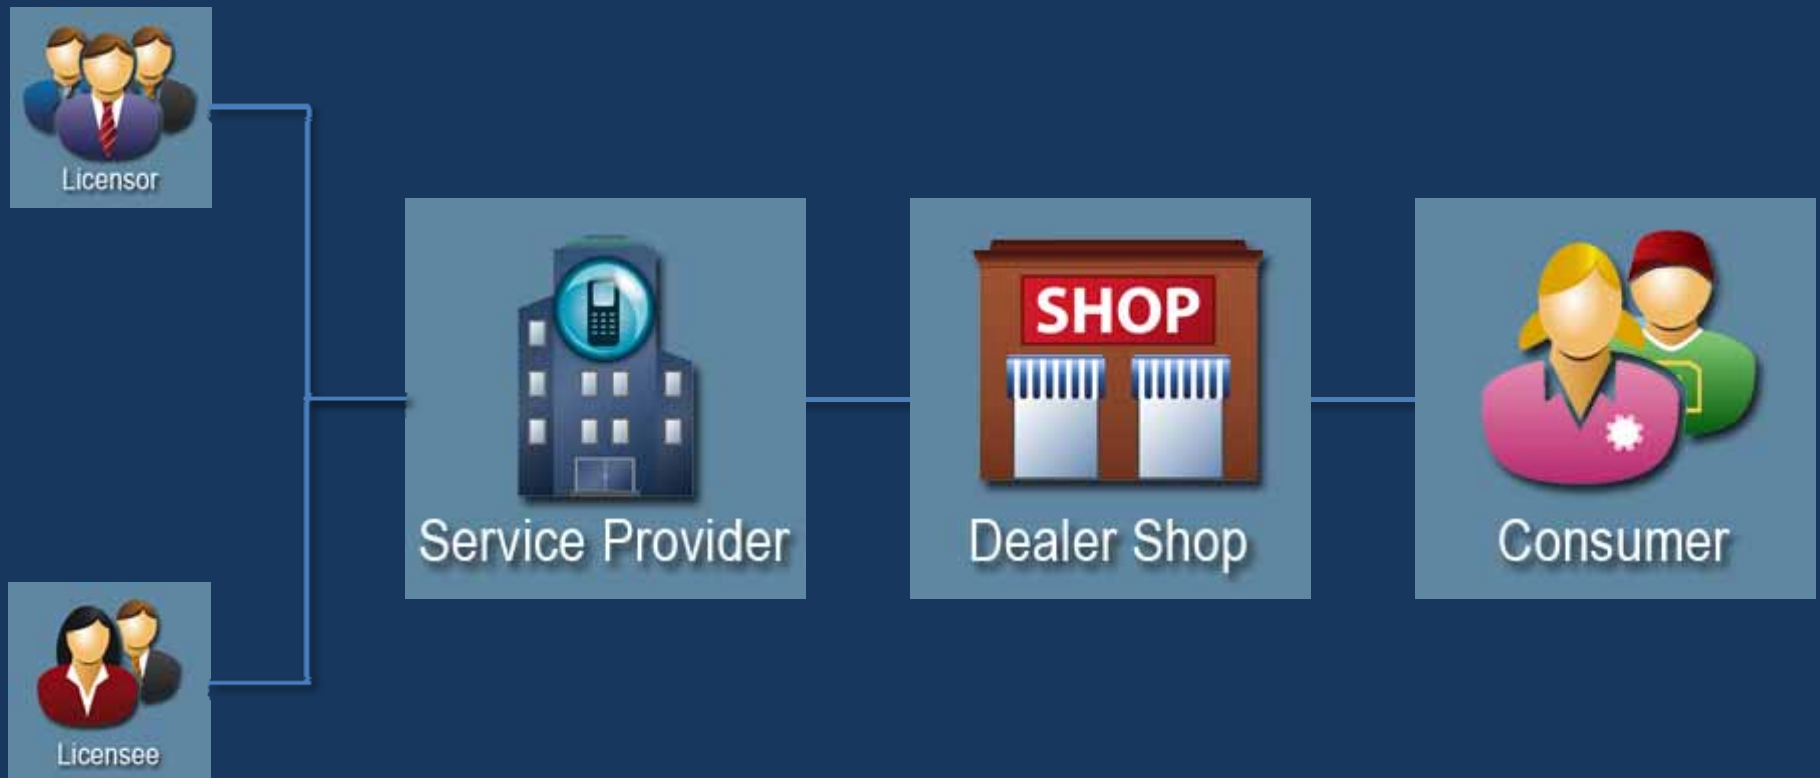 Licensor
Service Provider
SHOP
Dealer Shop
Consumer
Licensee